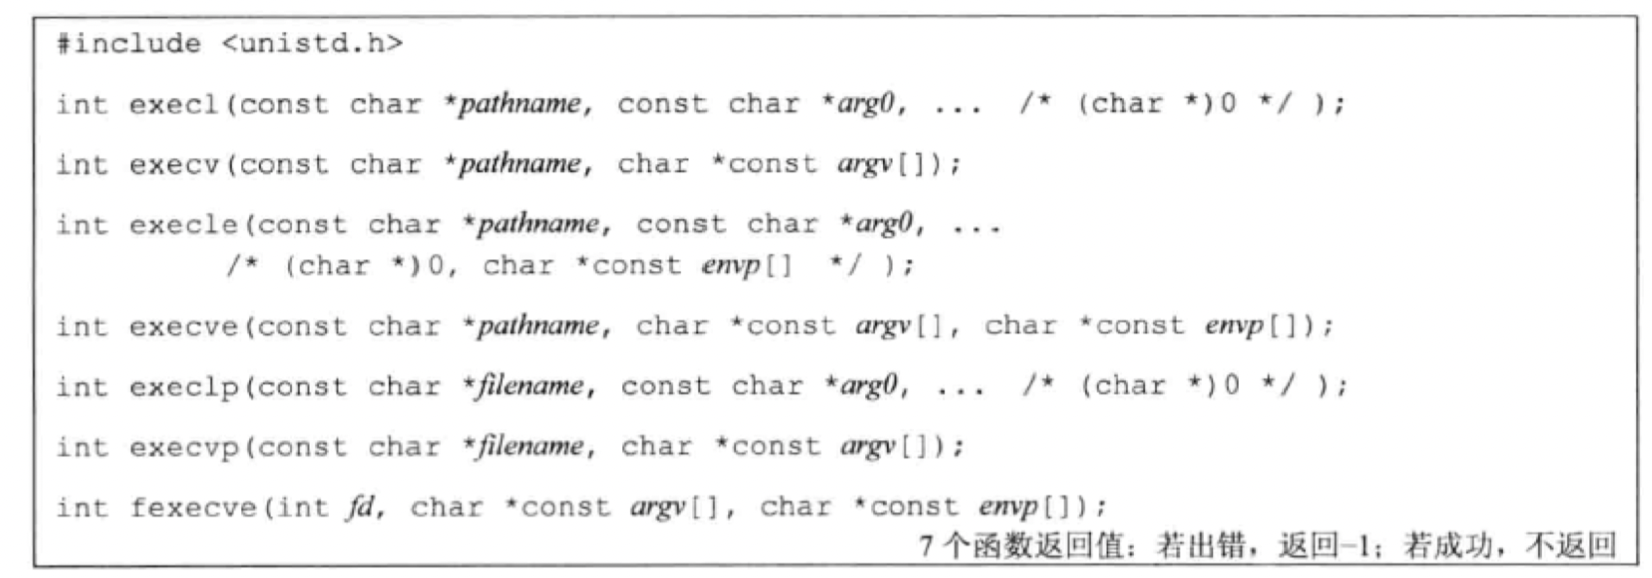 #include <unistd.h>
int execl(const char *pathname, const char *arg0, ... /* (char *)0 */ );
int execv(const char *pathname, char *const argv[]);
int execle(const char *pathname, const char *arg0, ...
/* (char *)0, char *const envp[] */ );
int execve(const char *pathname, char *const argv[], char *const envp[]);
int execlp(const char *filename, const char *arg0, ... /* (char *)0 */ );
int execvp(const char *filename, char *const argv[]);
int fexecve(int fd, char *const argv[], char *const envp[]);
7 个函数返回值：若出错，返回-1；若成功，不返回